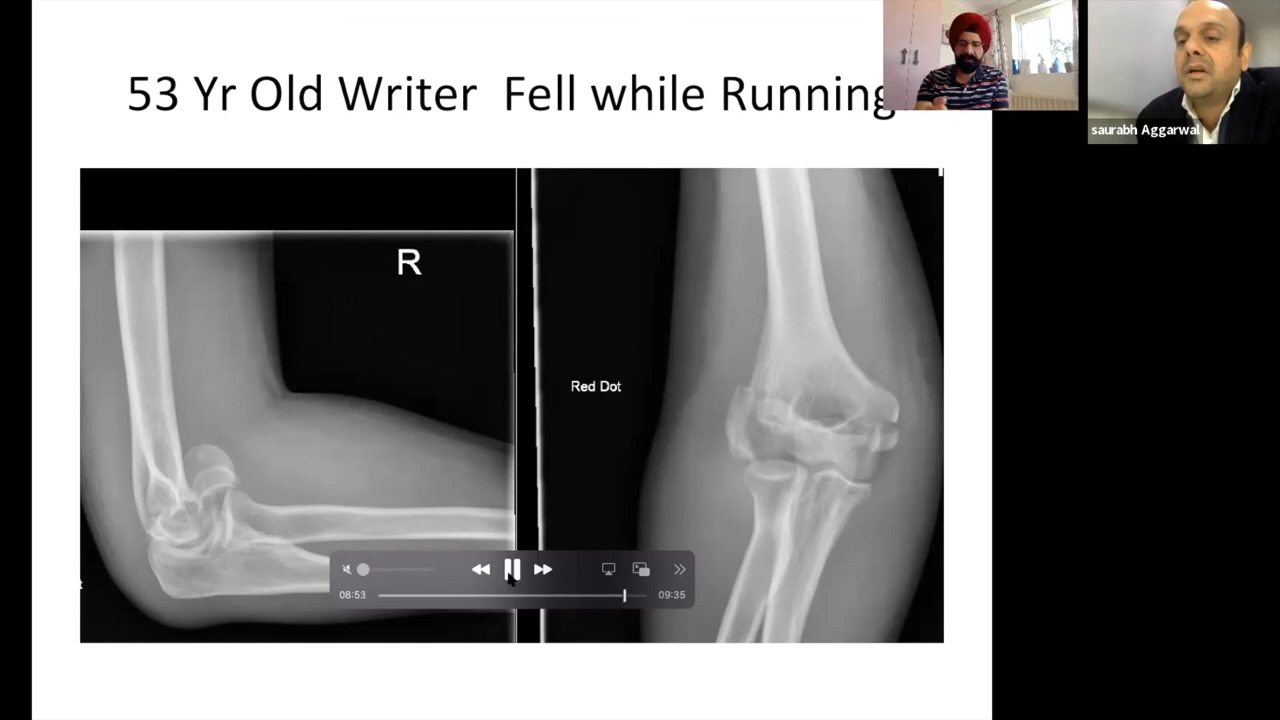 53 Yr Old Writer Fell while Running
saurabh Aggarwal
R
Red Dot
08:53
09:35